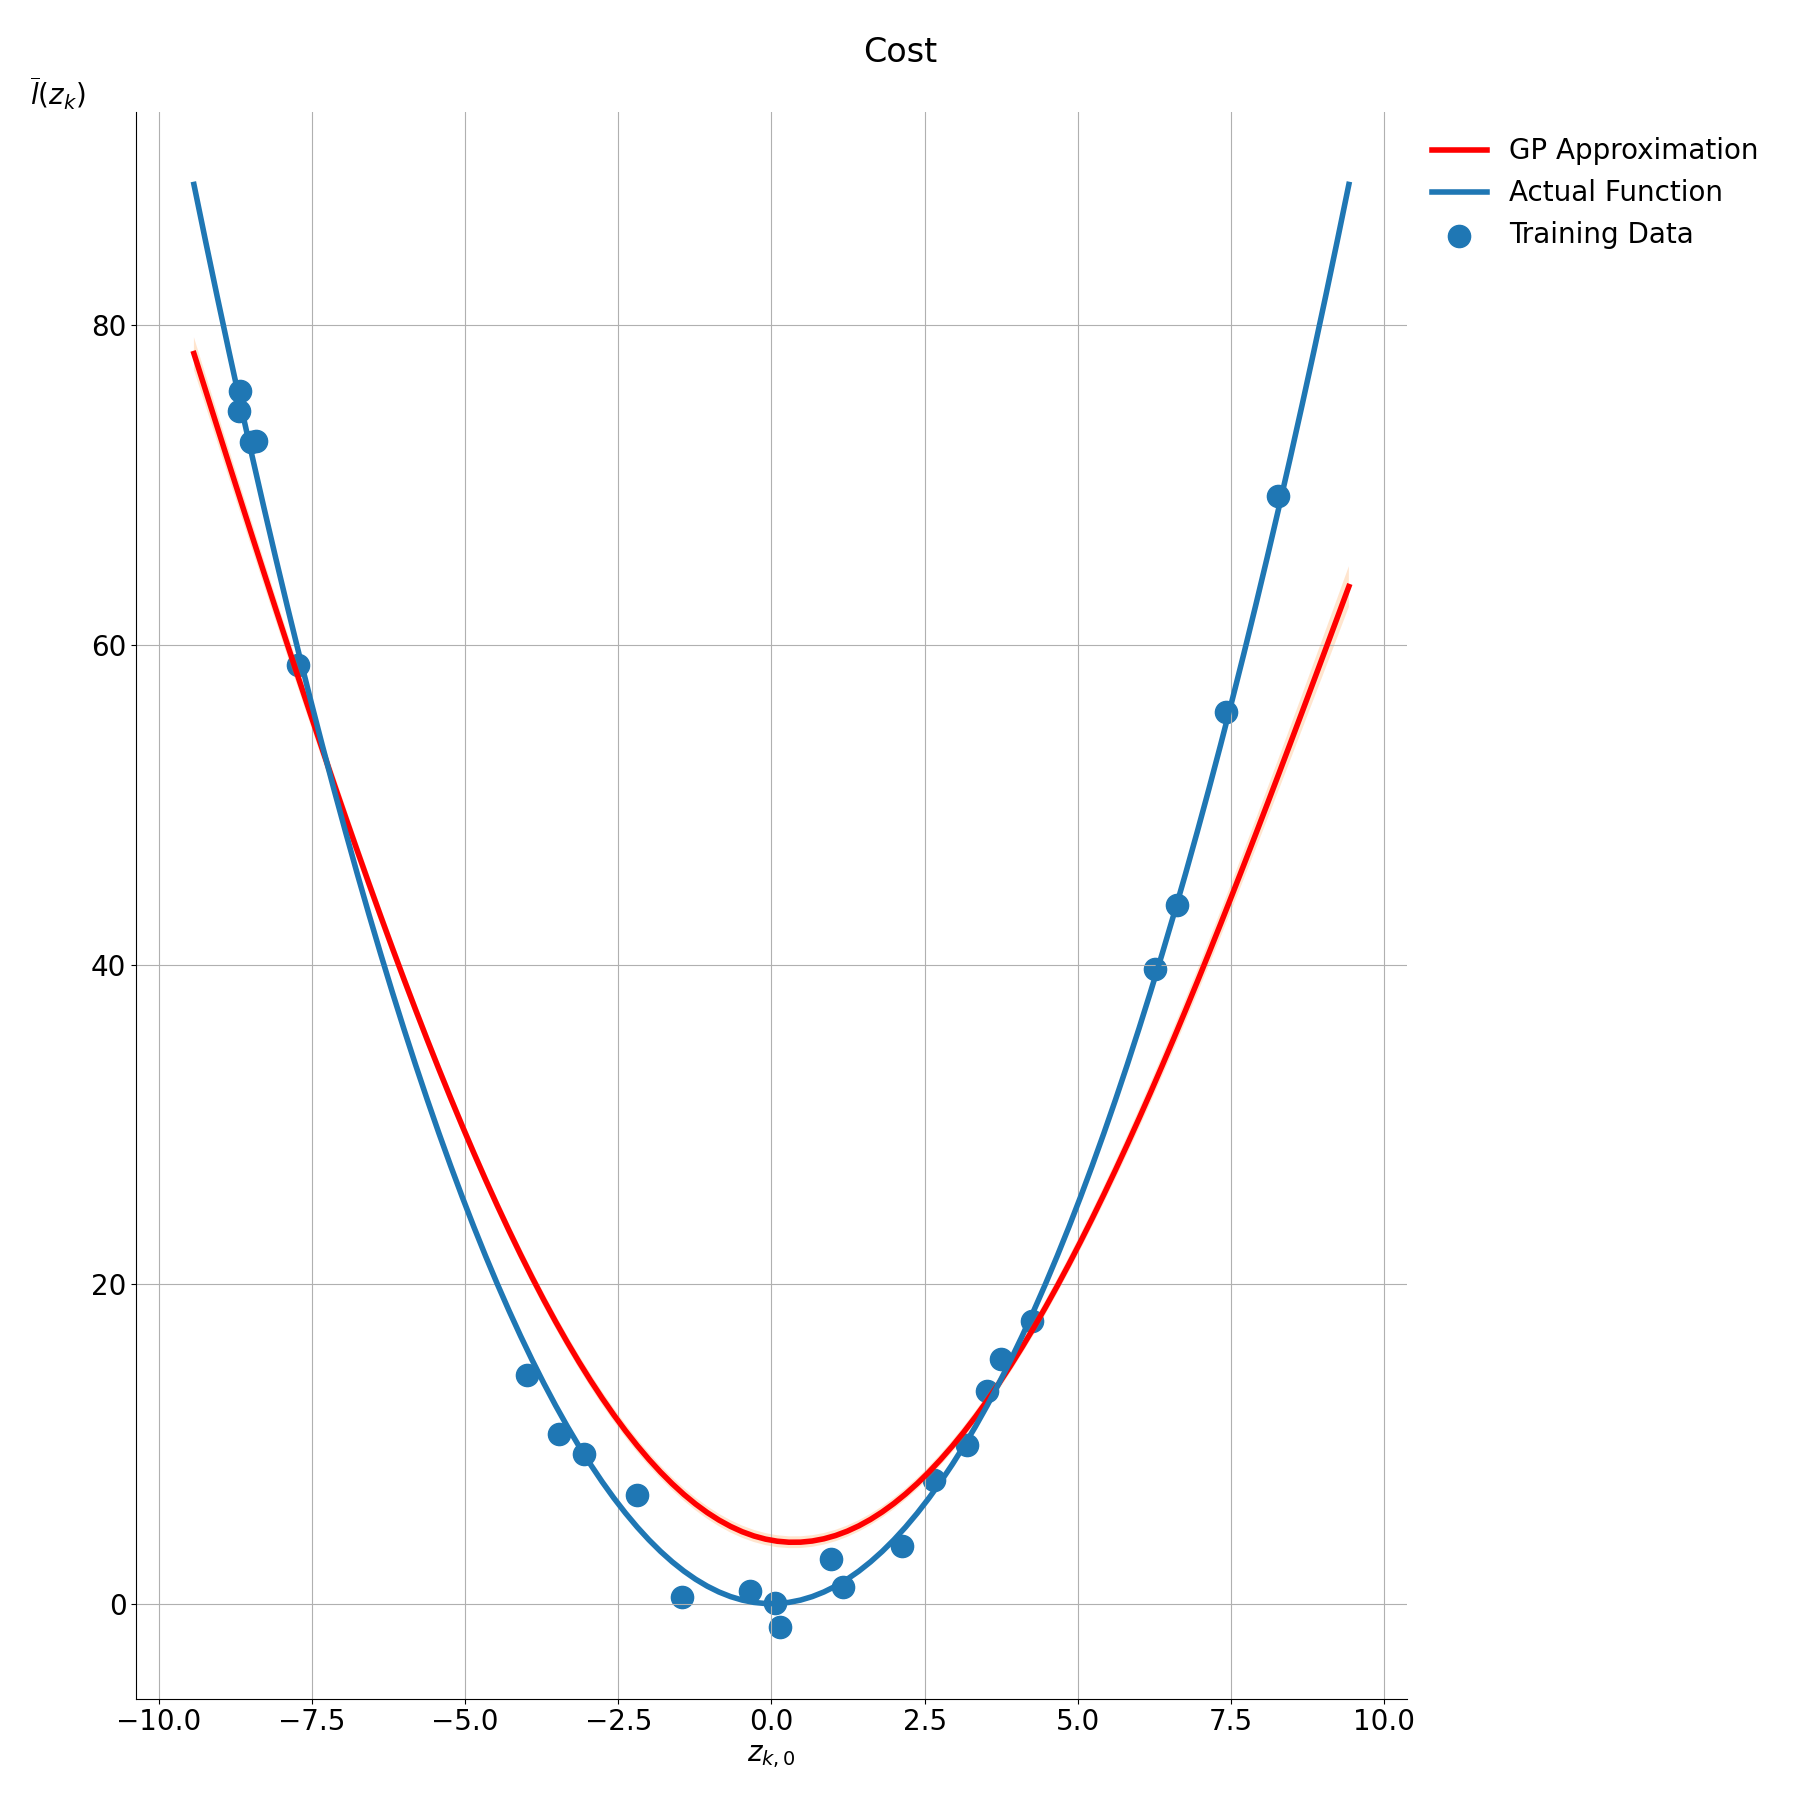 Cost
l̄(z_k)
GP Approximation
Actual Function
Training Data
80
60
40
20
0
−10.0 −7.5 −5.0 −2.5 0.0 2.5 5.0 7.5 10.0
z_{k, 0}